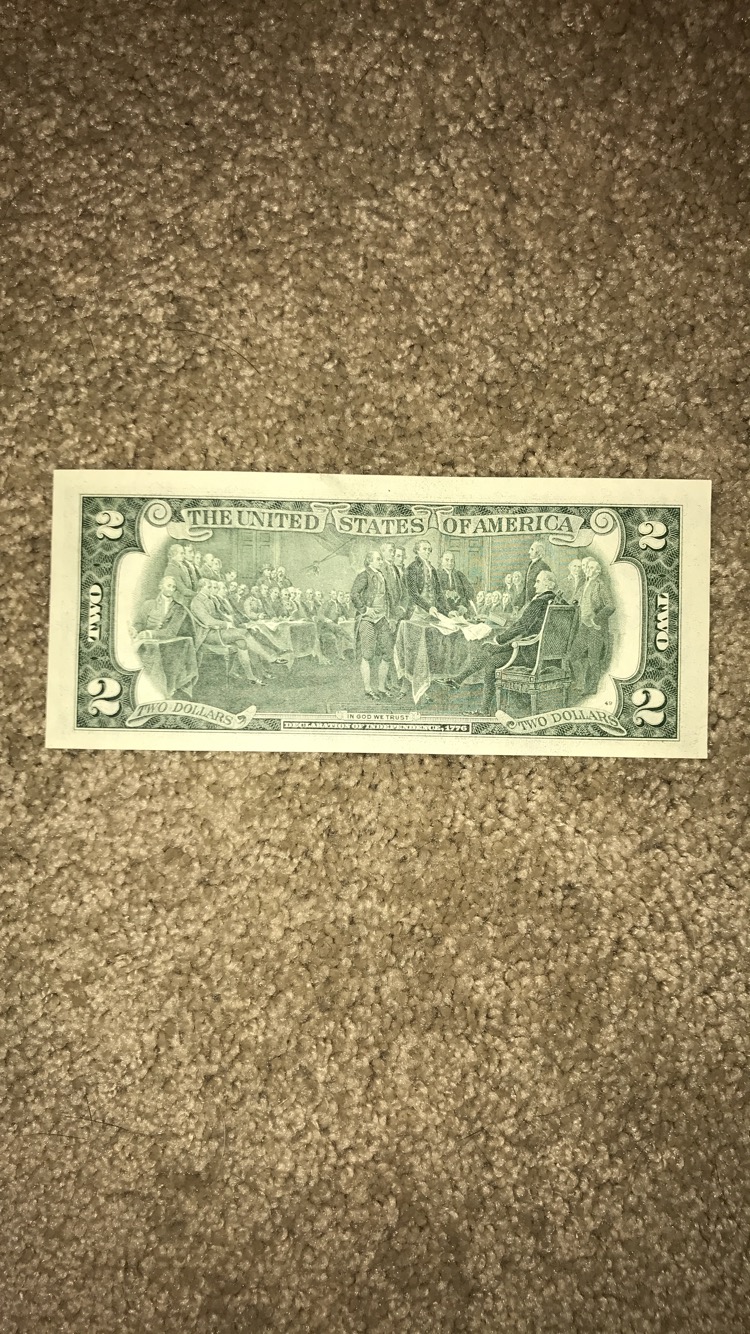 THE UNITED STATES OF AMERICA
2
2
TWO
TWO
2
2
TWO DOLLARS
IN GOD WE TRUST
TWO DOLLARS
DECLARATION OF INDEPENDENCE, 1776